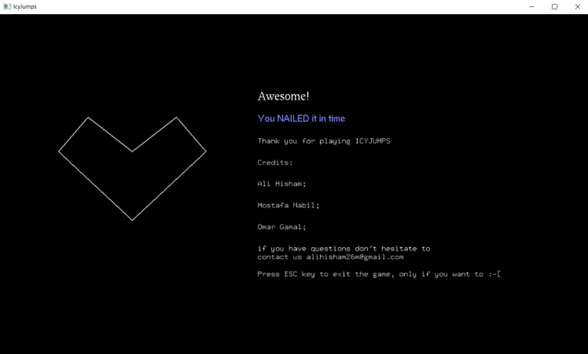 IcyJumps
Awesome!
You NAILED it in time
Thank you for playing ICYJUMPS
Credits:
Ali Hisham;
Mostafa Nabil;
Omar Gamal;
if you have questions don't hesitate to
contact us alihisham26m@gmail.com
Press ESC key to exit the game, only if you want to :-[